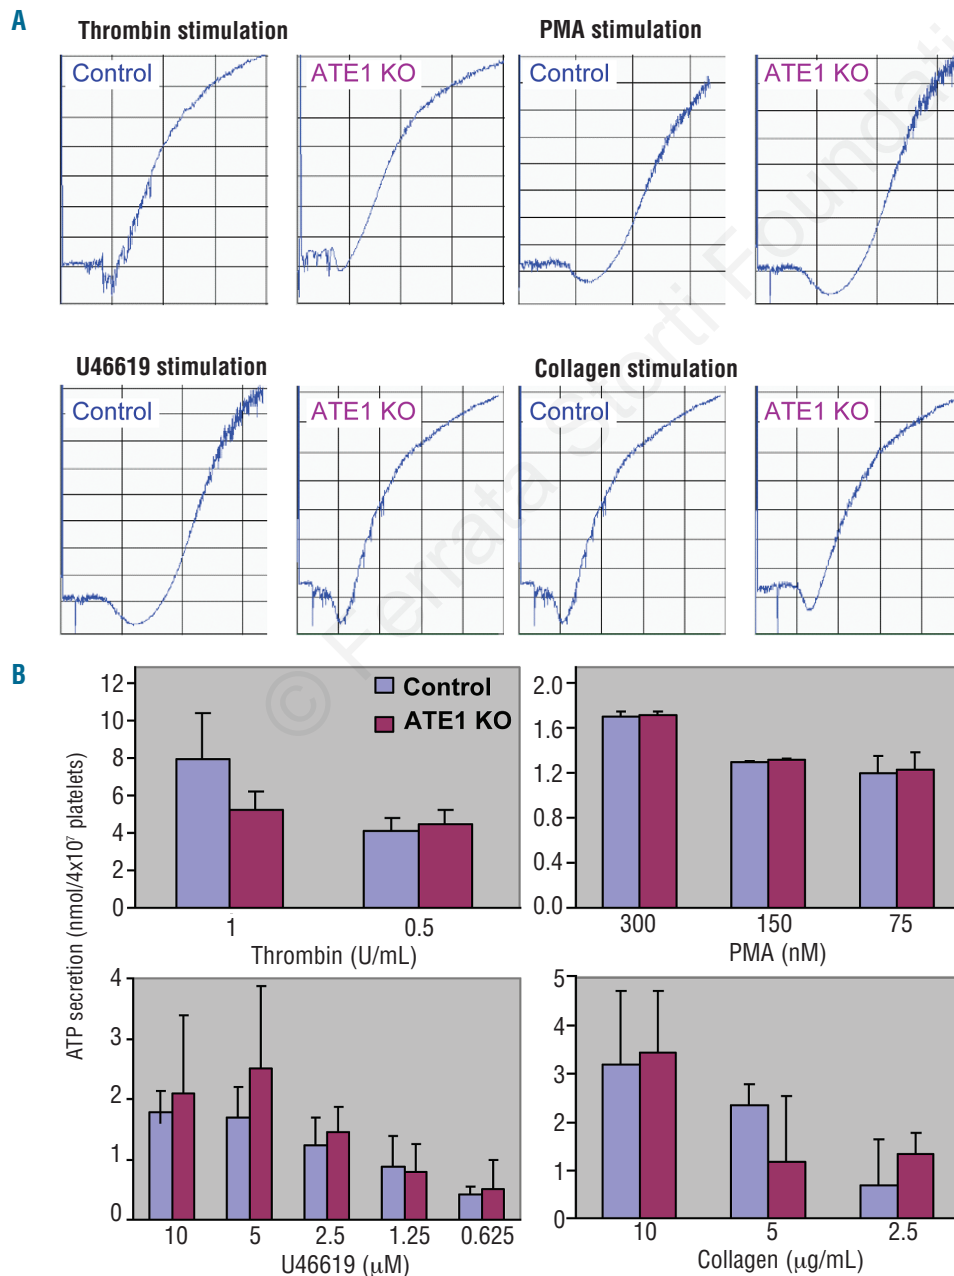 A
Thrombin stimulation
PMA stimulation
Control
ATE1 KO
Control
ATE1 KO
U46619 stimulation
Collagen stimulation
Control
ATE1 KO
Control
ATE1 KO
© Ferrata Storti Foundati
B
ATP secretion (nmol/4x10⁷ platelets)
Control
ATE1 KO
12
8
6
4
2
0
1 0.5
Thrombin (U/mL)
2.0
1.6
1.2
0.8
0.4
0.0
300 150 75
PMA (nM)
4
3
2
1
0
10 5 2.5 1.25 0.625
U46619 (µM)
5
4
3
2
1
0
10 5 2.5
Collagen (µg/mL)